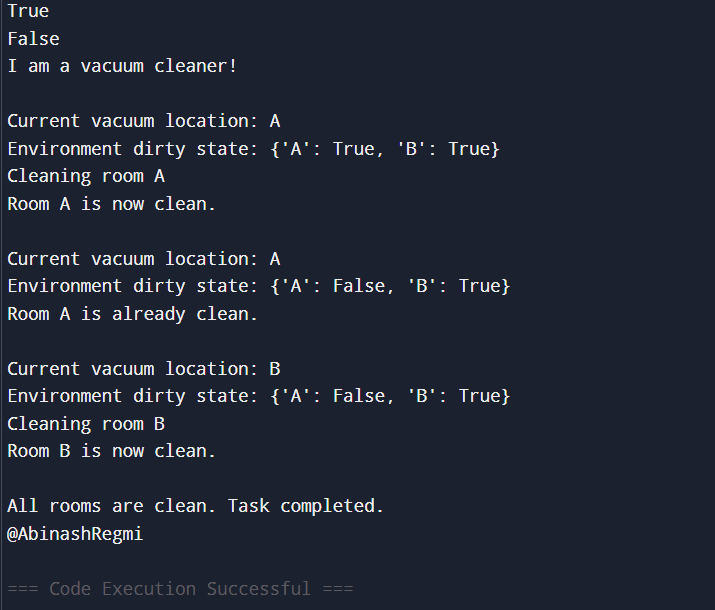 True
False
I am a vacuum cleaner!
Current vacuum location: A
Environment dirty state: {'A': True, 'B': True}
Cleaning room A
Room A is now clean.
Current vacuum location: A
Environment dirty state: {'A': False, 'B': True}
Room A is already clean.
Current vacuum location: B
Environment dirty state: {'A': False, 'B': True}
Cleaning room B
Room B is now clean.
All rooms are clean. Task completed.
@AbinashRegmi
=== Code Execution Successful ===